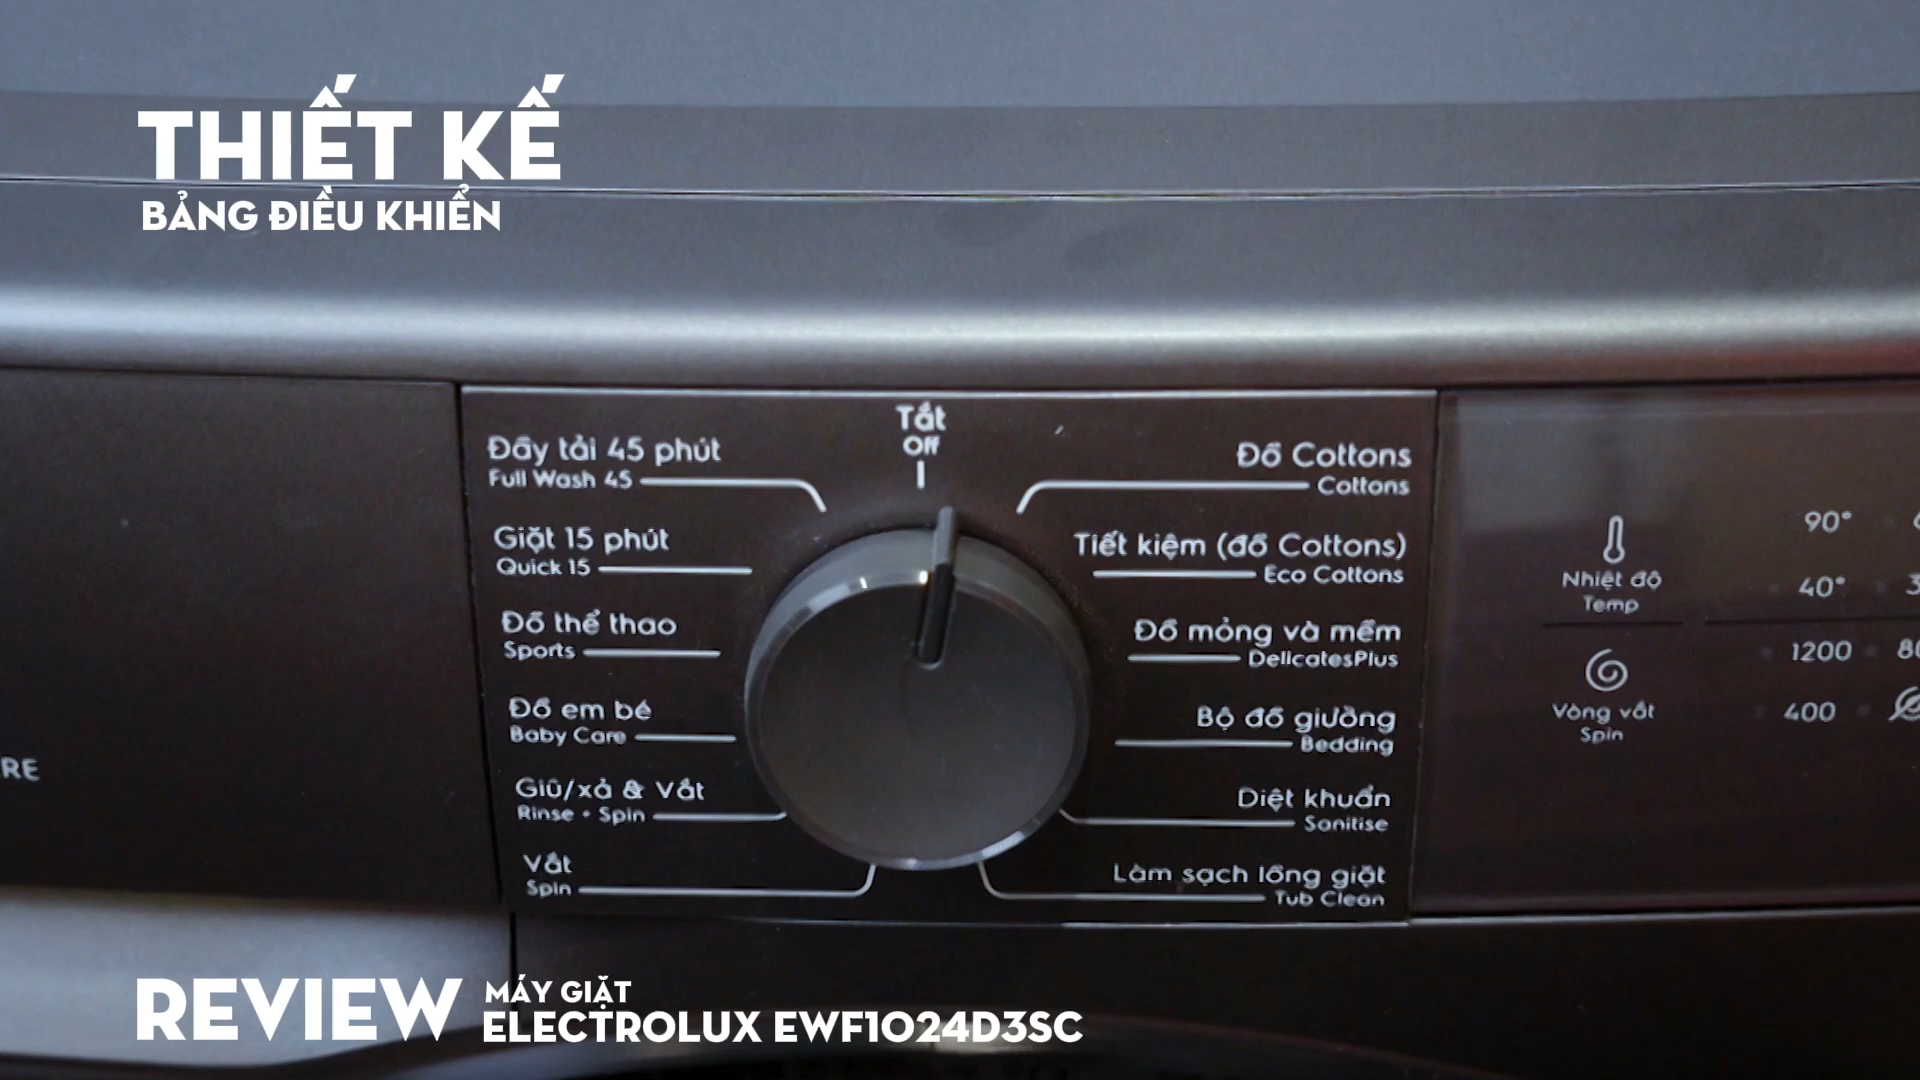 THIẾT KẾ
BẢNG ĐIỀU KHIỂN
Tắt
Off
Đầy tải 45 phút
Full Wash 45
Giặt 15 phút
Quick 15
Đồ thể thao
Sports
Đồ em bé
Baby Care
Giũ/xả & Vắt
Rinse + Spin
Vắt
Spin
Đồ Cottons
Cottons
Tiết kiệm (đồ Cottons)
Eco Cottons
Đồ mỏng và mềm
DelicatesPlus
Bộ đồ giường
Bedding
Diệt khuẩn
Sanitise
Làm sạch lồng giặt
Tub Clean
Nhiệt độ
Temp
90°
40°
Vòng vắt
Spin
1200
400
RE
REVIEW
MÁY GIẶT
ELECTROLUX EWF1024D3SC